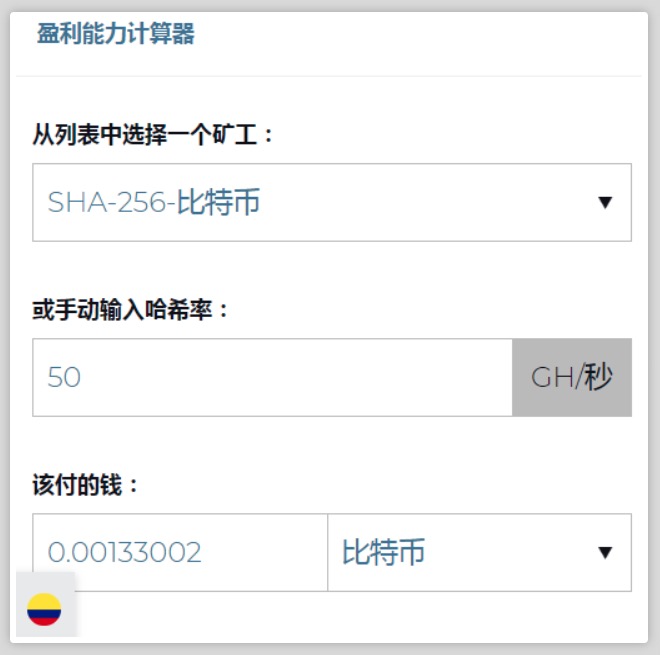 盈利能力计算器
从列表中选择一个矿工：
SHA-256-比特币
或手动输入哈希率：
50 GH/秒
该付的钱：
0.00133002 比特币